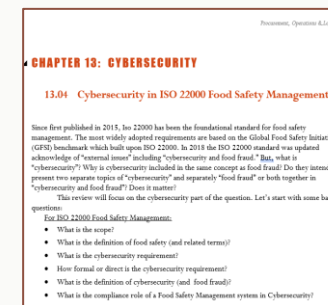 Procurement, Operations &
CHAPTER 13: CYBERSECURITY
13.04 Cybersecurity in ISO 22000 Food Safety Management
Since first published in 2015, Iso 22000 has been the foundational standard for food safety
management. The most widely adopted requirements are based on the Global Food Safety
(GFSI) benchmark which built upon ISO 22000. In 2018 the ISO 22000 standard was updated
acknowledge of “external issues” including “cybersecurity and food fraud.” But, what is
“cybersecurity”? Why is cybersecurity included in the same concept as food fraud? Do they
present two separate topics of “cybersecurity” and separately “food fraud” or both together in
“cybersecurity and food fraud”? Does it matter?
This review will focus on the cybersecurity part of the question. Let’s start with some
questions:
For ISO 22000 Food Safety Management:
• What is the scope?
• What is the definition of food safety (and related terms)?
• What is the cybersecurity requirement?
• How formal or direct is the cybersecurity requirement?
• What is the definition of cybersecurity (and food fraud)?
• What is the compliance role of a Food Safety Management system in Cybersecurity?